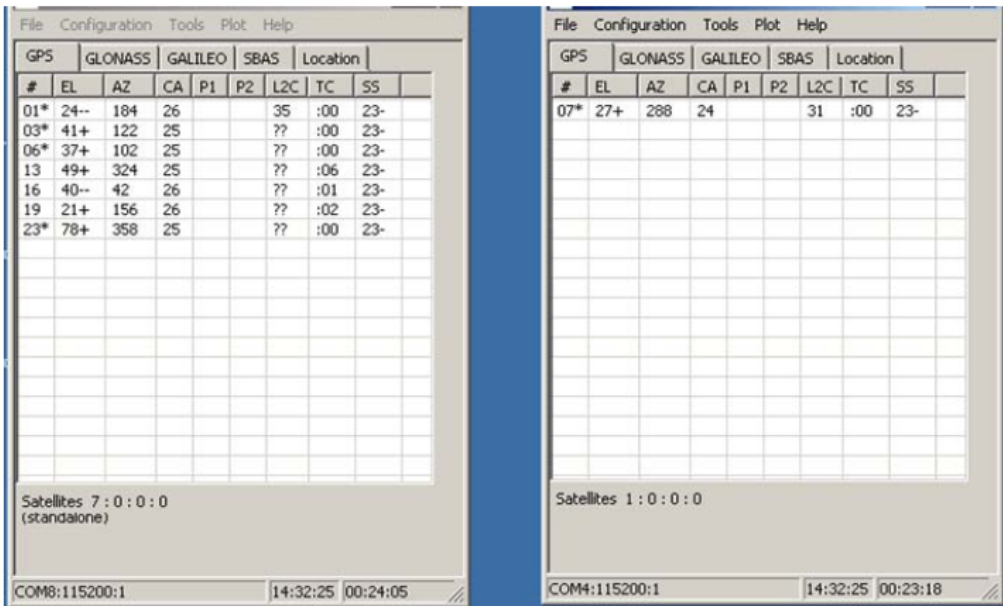 File Configuration Tools Plot Help
GPS GLONASS GALILEO SBAS Location
# EL AZ CA P1 P2 L2C TC SS
01* 24-- 184 26 35 :00 23-
03* 41+ 122 25 ?? :00 23-
06* 37+ 102 25 ?? :00 23-
13 49+ 324 25 ?? :06 23-
16 40-- 42 26 ?? :01 23-
19 21+ 156 26 ?? :02 23-
23* 78+ 358 25 ?? :00 23-
Satellites 7 : 0 : 0 : 0
(standalone)
COM8:115200:1 14:32:25 00:24:05
File Configuration Tools Plot Help
GPS GLONASS GALILEO SBAS Location
# EL AZ CA P1 P2 L2C TC SS
07* 27+ 288 24 31 :00 23-
Satellites 1 : 0 : 0 : 0
COM4:115200:1 14:32:25 00:23:18